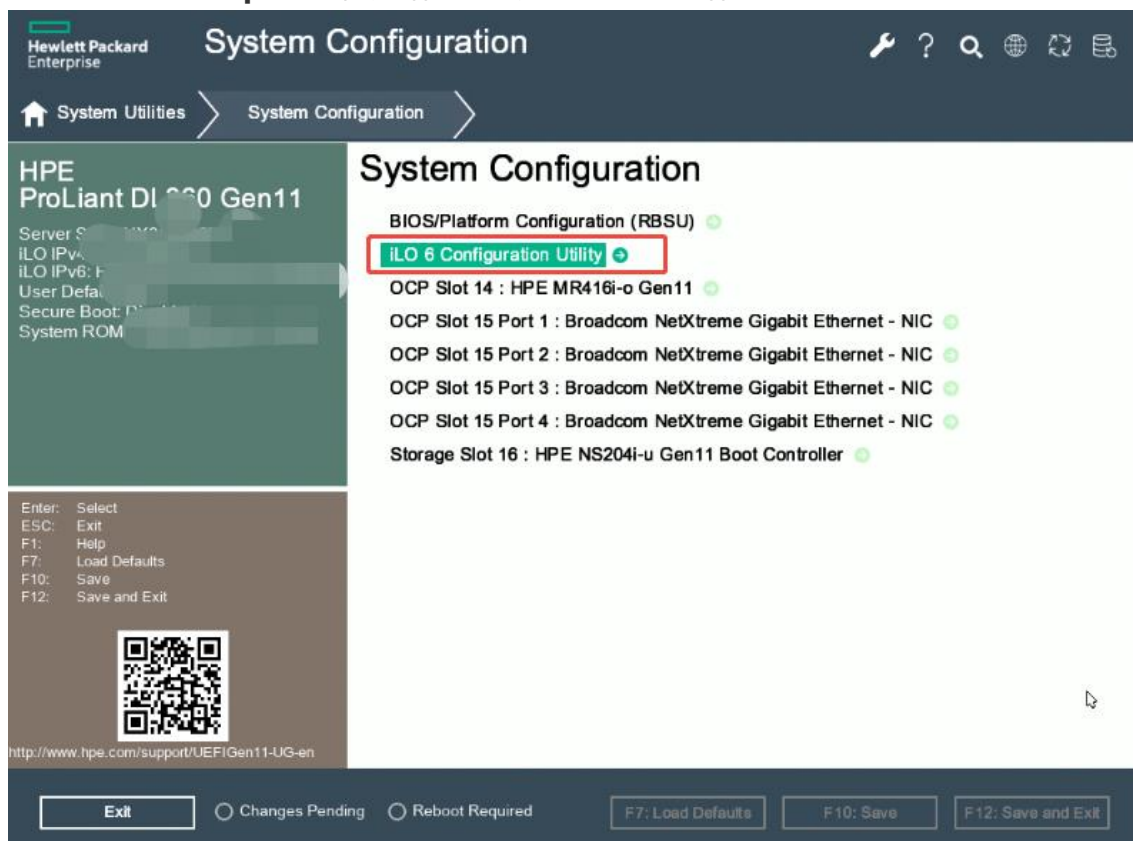 Hewlett Packard
Enterprise
System Configuration
System Utilities
System Configuration
HPE
ProLiant 0 Gen11
Server
iLO
iLO IPv6:
User
Secure Boot:
System ROM
System Configuration
BIOS/Platform Configuration (RBSU)
iLO 6 Configuration Utility
OCP Slot 14 : HPE MR416i-o Gen11
OCP Slot 15 Port 1 : Broadcom NetXtreme Gigabit Ethernet - NIC
OCP Slot 15 Port 2 : Broadcom NetXtreme Gigabit Ethernet - NIC
OCP Slot 15 Port 3 : Broadcom NetXtreme Gigabit Ethernet - NIC
OCP Slot 15 Port 4 : Broadcom NetXtreme Gigabit Ethernet - NIC
Storage Slot 16 : HPE NS204i-u Gen11 Boot Controller
Enter: Select
ESC: Exit
F1: Help
F7: Load Defaults
F10: Save
F12: Save and Exit
http://www.hpe.com/support/UEFIGen11-UG-en
Exit
Changes Pending
Reboot Required
F7: Load Defaults
F10: Save
F12: Save and Exit